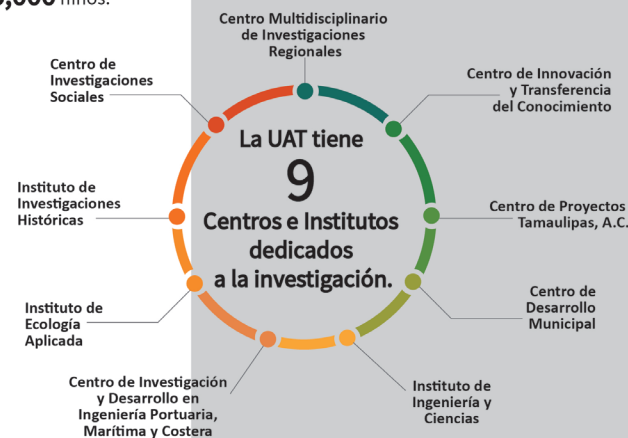 niños.
Centro Multidisciplinario
de Investigaciones
Regionales
Centro de Innovación
y Transferencia
del Conocimiento
Centro de Proyectos
Tamaulipas, A.C.
Centro de
Desarrollo
Municipal
Instituto de
Ingeniería y
Ciencias
Centro de Investigación
y Desarrollo en
Ingeniería Portuaria,
Marítima y Costera
Instituto de
Ecología
Aplicada
Instituto de
Investigaciones
Históricas
Centro de
Investigaciones
Sociales
La UAT tiene
9
Centros e Institutos
dedicados
a la investigación.